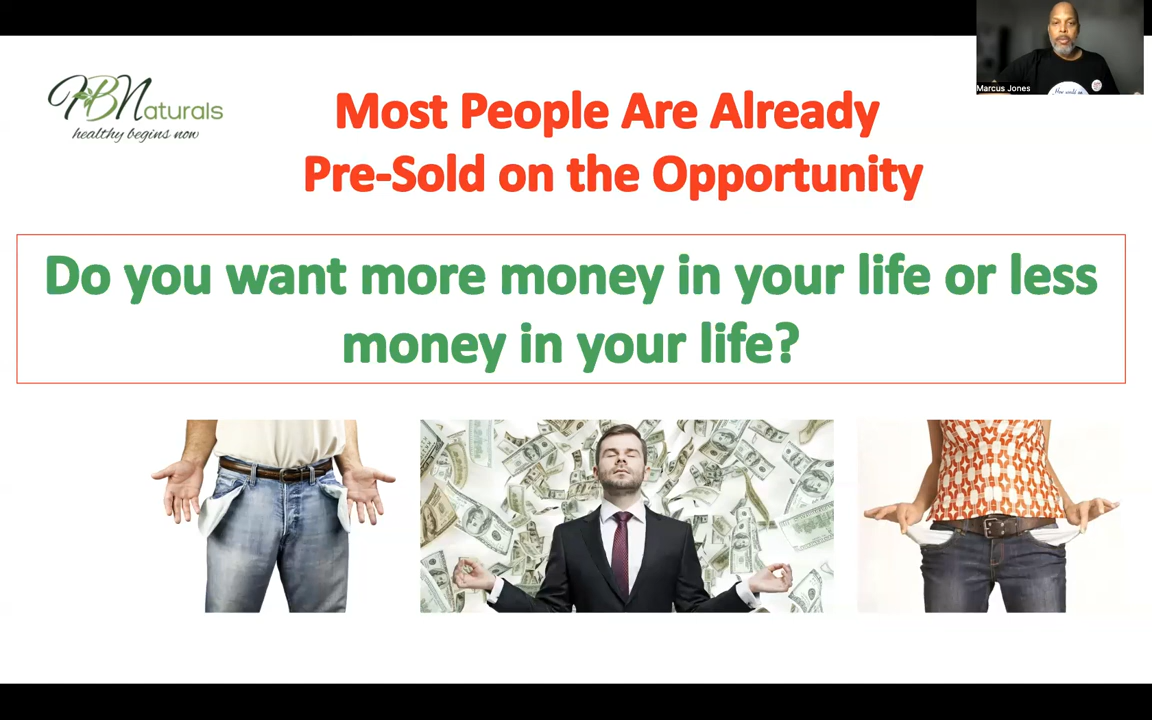 HBNaturals
healthy begins now
Most People Are Already
Pre-Sold on the Opportunity
Do you want more money in your life or less
money in your life?
Marcus Jones